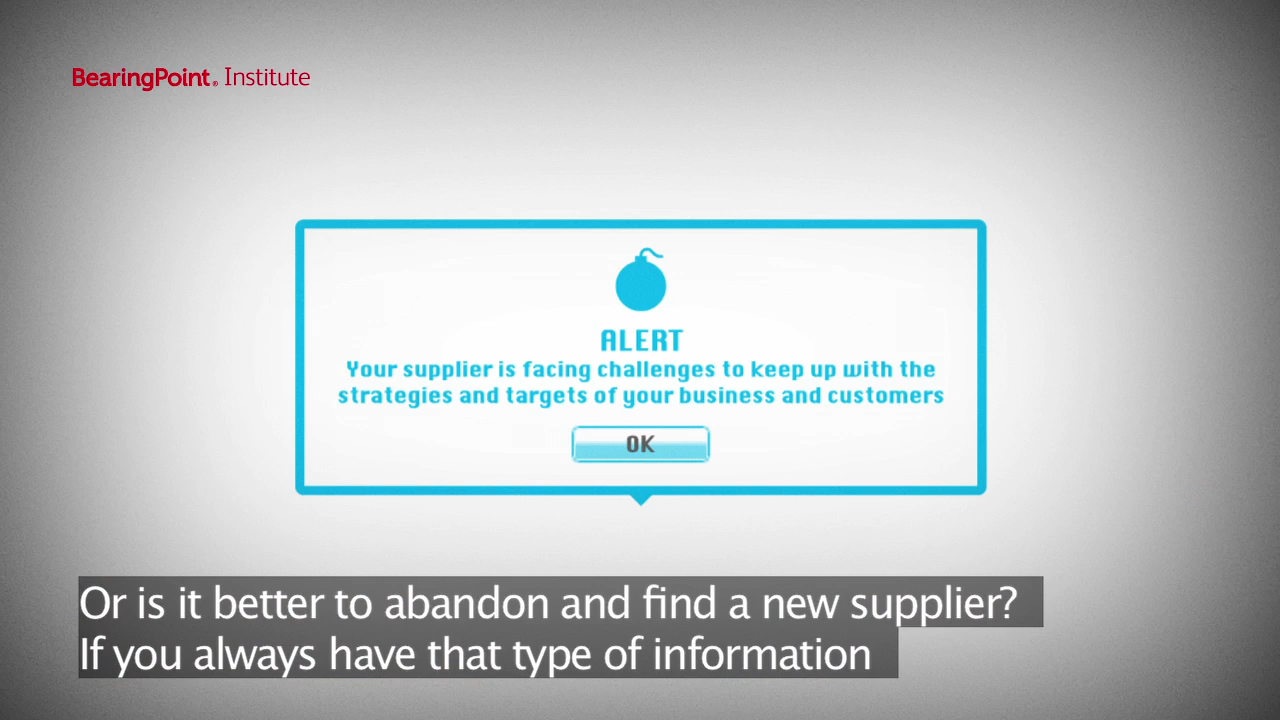 BearingPoint® Institute
ALERT
Your supplier is facing challenges to keep up with the
strategies and targets of your business and customers
OK
Or is it better to abandon and find a new supplier?
If you always have that type of information